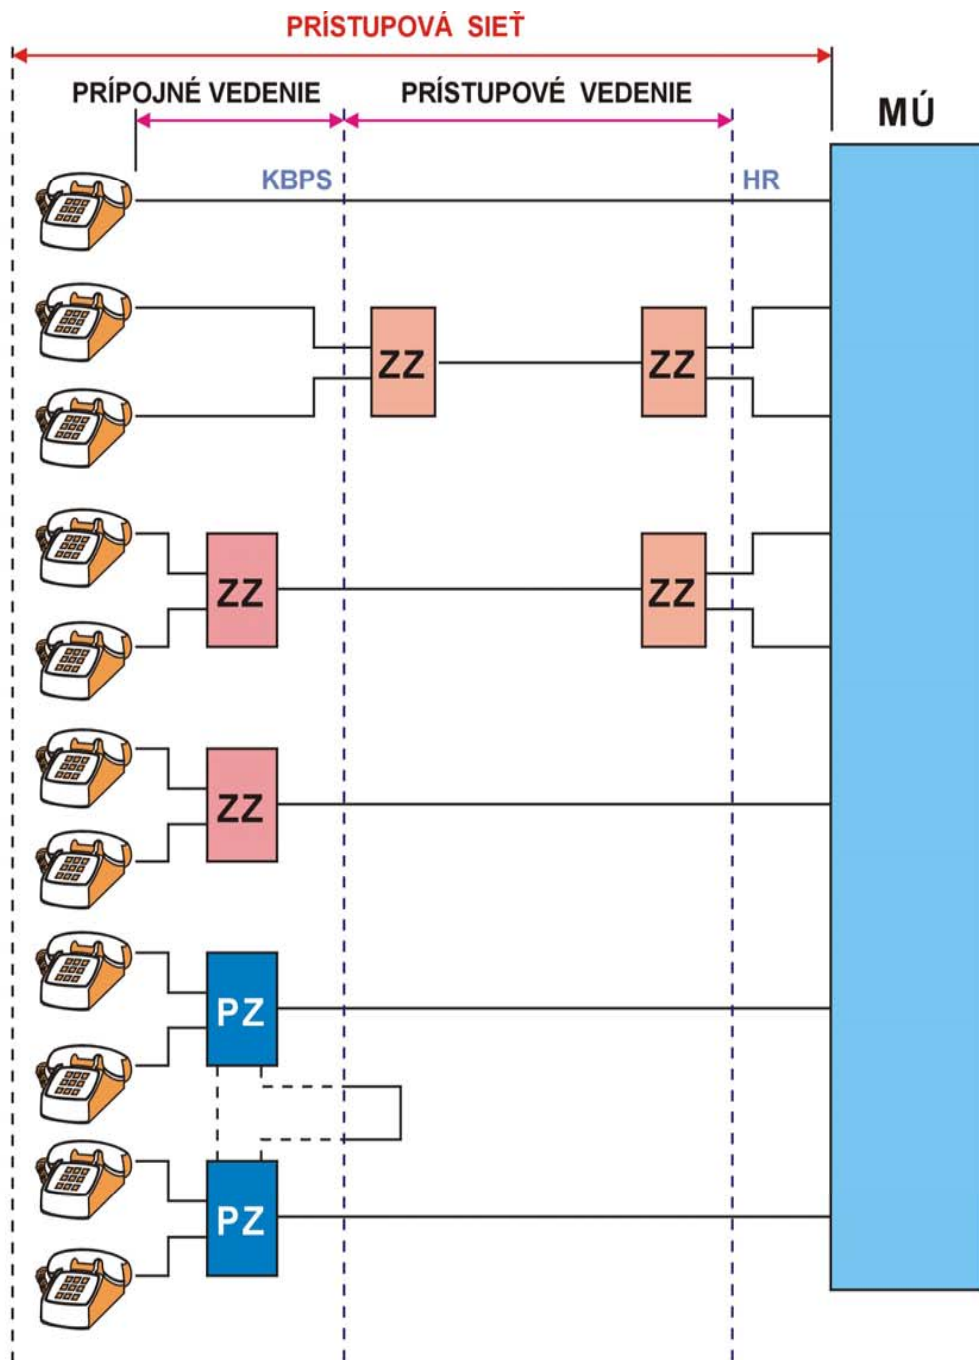 PRÍSTUPOVÁ SIEŤ
PRÍPOJNÉ VEDENIE PRÍSTUPOVÉ VEDENIE
MÚ
KBPS HR
ZZ ZZ
ZZ ZZ
ZZ
PZ
PZ